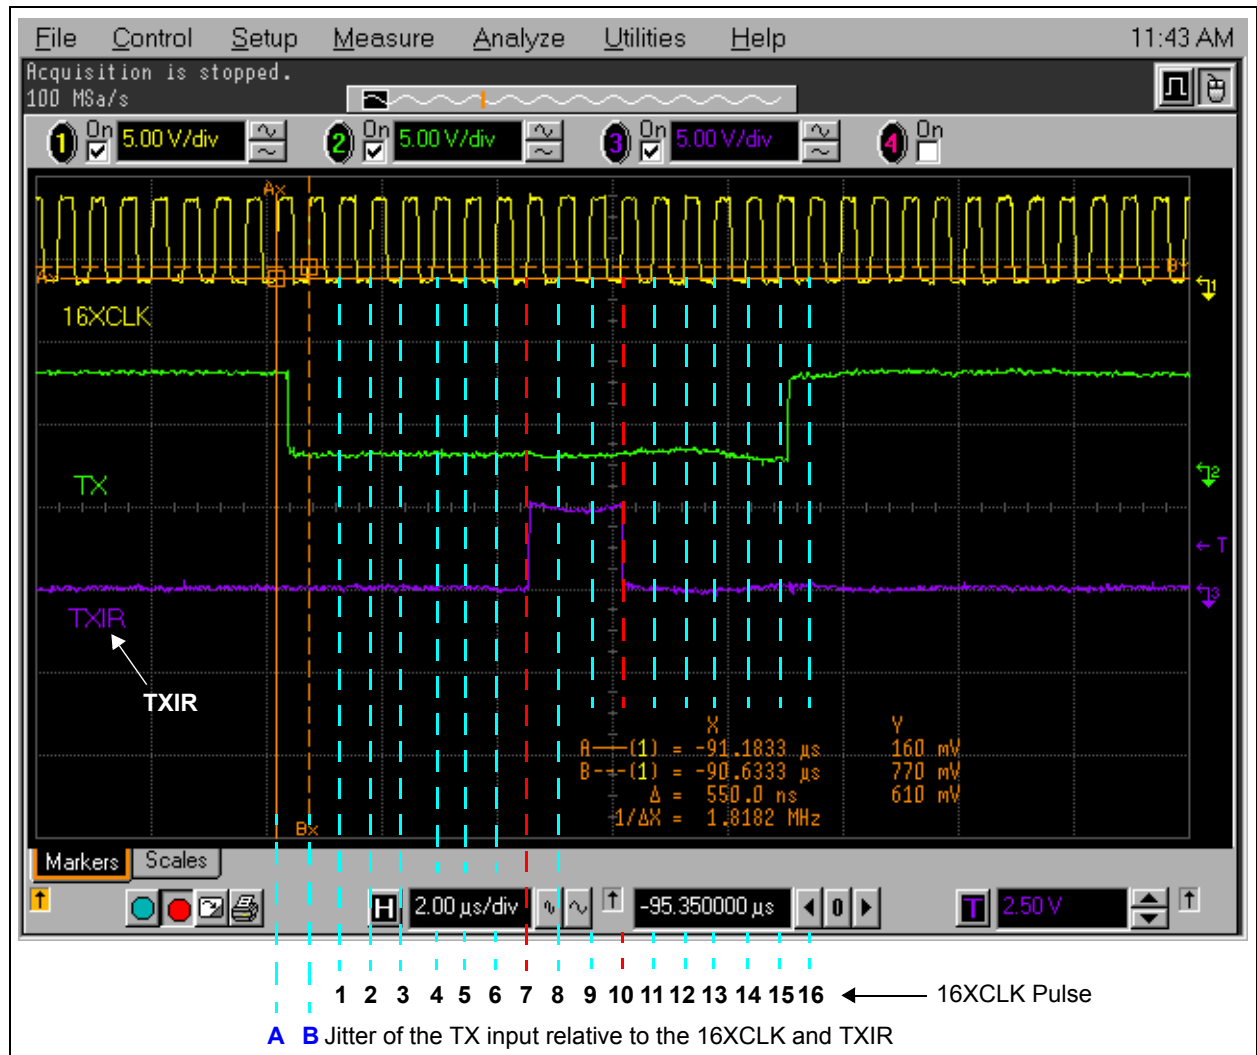 File Control Setup Measure Analyze Utilities Help 11:43 AM
Acquisition is stopped.
100 MSa/s
1 On 5.00 V/div 2 On 5.00 V/div 3 On 5.00 V/div 4 On
Ax
Ay B
1
16XCLK
TX
2
T
TXIR
3
TXIR
X Y
A——(1) = -91.1833 µs 160 mV
B---(1) = -90.6333 µs 770 mV
Δ = 550.0 ns 610 mV
1/ΔX = 1.8182 MHz
Bx
Markers Scales
H 2.00 µs/div -95.350000 µs 0 T 2.50 V
1 2 3 4 5 6 7 8 9 10 11 12 13 14 15 16 16XCLK Pulse
A B Jitter of the TX input relative to the 16XCLK and TXIR